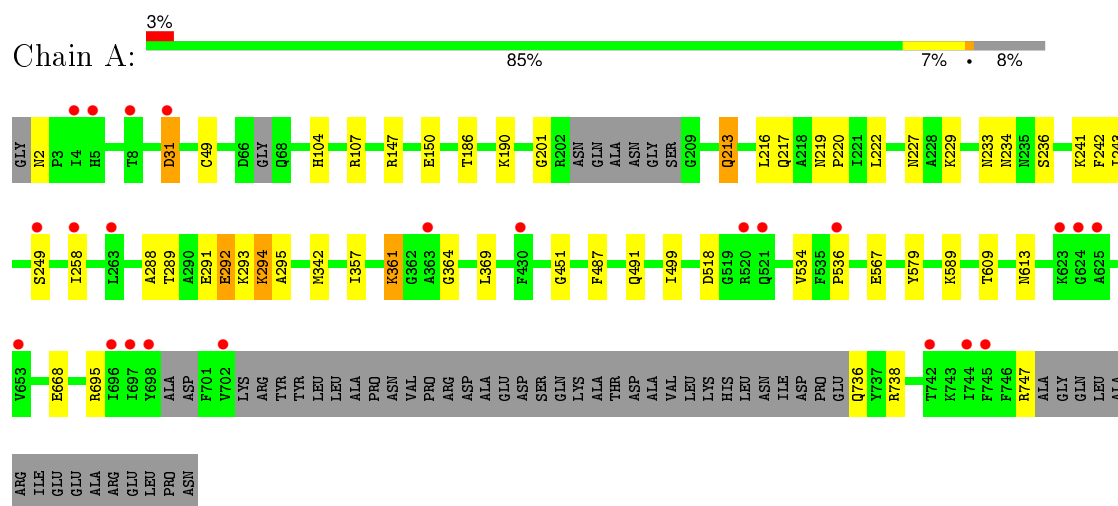 3%
Chain A:
85% 7% • 8%
GLY N2 P3 I4 H5 T8 D31 C49 D66 GLY Q68 H104 R107 R147 E150 T186 K190 G201 R202 ASN GLN ALA ASN GLY SER G209 Q213 L216 Q217 A218 N219 P220 I221 L222 N227 A228 K229 N233 N234 N235 S236 K241 F242
S249 I258 L263 A288 T289 A290 E291 E292 K293 K294 A295 M342 I357 K361 G362 A363 G364 L369 F430 G451 F487 Q491 I499 D518 G519 R520 Q521 V534 F535 P536 E567 Y579 K589 T609 N613 K623 G624 A625
V653 E668 R695 I696 I697 Y698 ALA ASP F701 V702 LYS ARG TYR TYR LEU LEU ALA PRO ASN VAL PRO ARG ASP ALA GLU ASP SER GLN LYS ALA THR ASP ALA VAL LEU LYS HIS LEU ASN ILE ASP PRO GLU Q736 Y737 R738 T742 K743 I744 F745 F746 R747 ALA GLY GLN LEU ALA
ARG ILE GLU GLU ALA ARG GLU LEU PRO ASN